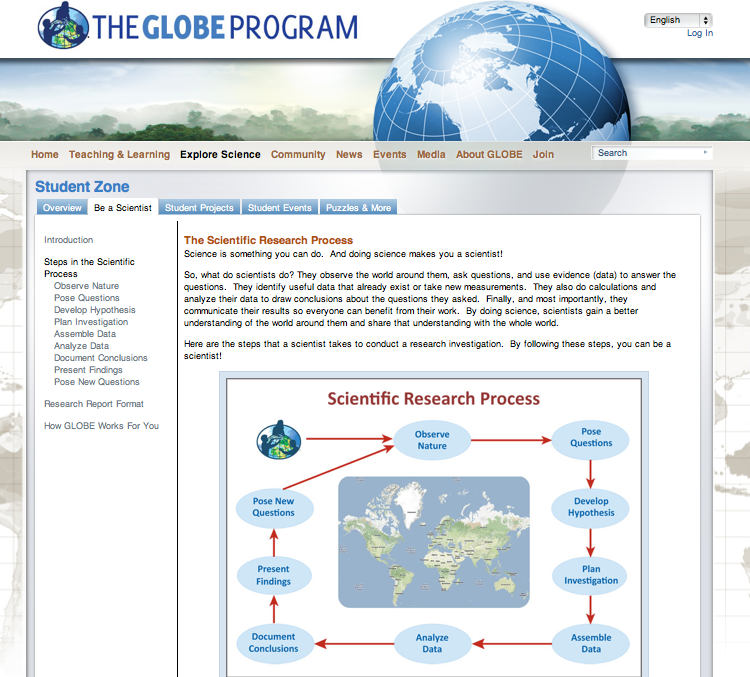 THE GLOBE PROGRAM
English
Log In
Home Teaching & Learning Explore Science Community News Events Media About GLOBE Join
Search
Student Zone
Overview Be a Scientist Student Projects Student Events Puzzles & More
Introduction
Steps in the Scientific
Process
Observe Nature
Pose Questions
Develop Hypothesis
Plan Investigation
Assemble Data
Analyze Data
Document Conclusions
Present Findings
Pose New Questions
Research Report Format
How GLOBE Works For You
The Scientific Research Process
Science is something you can do. And doing science makes you a scientist!
So, what do scientists do? They observe the world around them, ask questions, and use evidence (data) to answer the
questions. They identify useful data that already exist or take new measurements. They also do calculations and
analyze their data to draw conclusions about the questions they asked. Finally, and most importantly, they
communicate their results so everyone can benefit from their work. By doing science, scientists gain a better
understanding of the world around them and share that understanding with the whole world.
Here are the steps that a scientist takes to conduct a research investigation. By following these steps, you can be a
scientist!
Scientific Research Process
Observe
Nature
Pose
Questions
Develop
Hypothesis
Plan
Investigation
Assemble
Data
Analyze
Data
Document
Conclusions
Present
Findings
Pose New
Questions